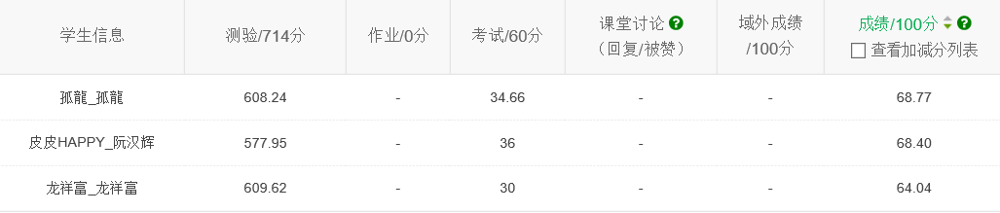 学生信息 测验/714分 作业/0分 考试/60分 课堂讨论 ? 域外成绩 成绩/100分 ?
（回复/被赞） /100分 查看加减分列表
孤龍_孤龍 608.24 - 34.66 - - 68.77
皮皮HAPPY_阮汉辉 577.95 - 36 - - 68.40
龙祥富_龙祥富 609.62 - 30 - - 64.04